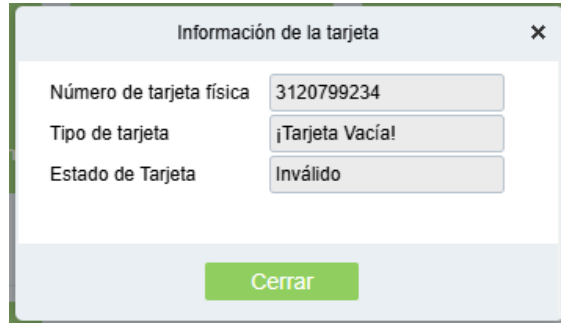 Información de la tarjeta ×
Número de tarjeta física 3120799234
Tipo de tarjeta ¡Tarjeta Vacía!
Estado de Tarjeta Inválido
Cerrar